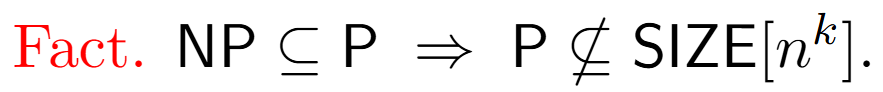 Fact. NP ⊆ P ⇒ P ⊈ SIZE[n^k].